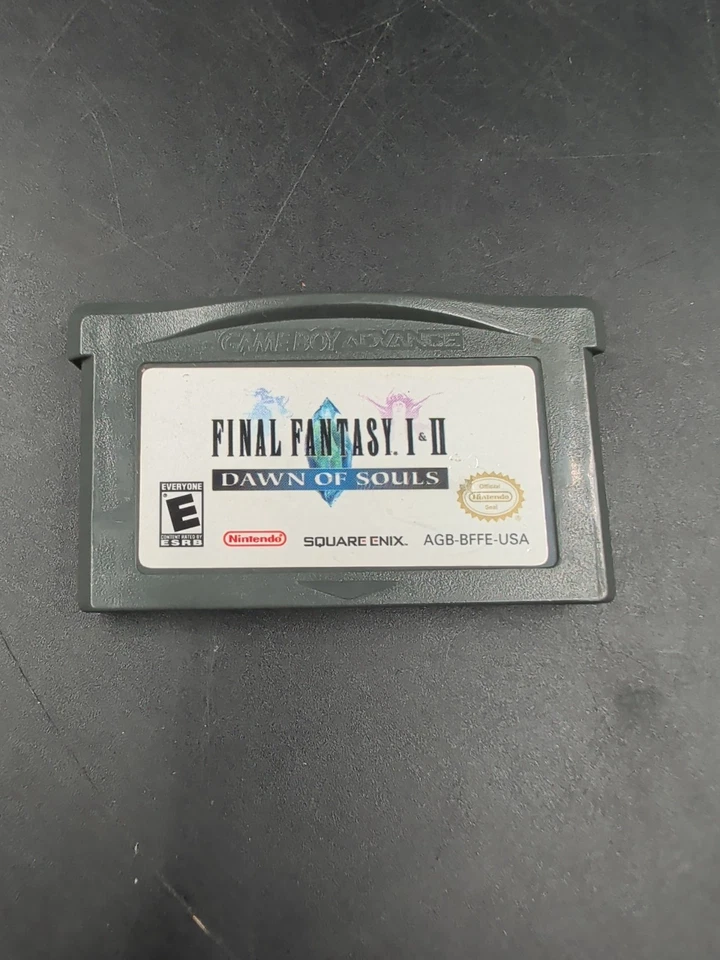 GAME BOY ADVANCE
FINAL FANTASY. I & II
DAWN OF SOULS
EVERYONE
E
CONTENT RATED BY
ESRB
Nintendo®
SQUARE ENIX™
AGB-BFFE-USA
Official
Nintendo
Seal
®